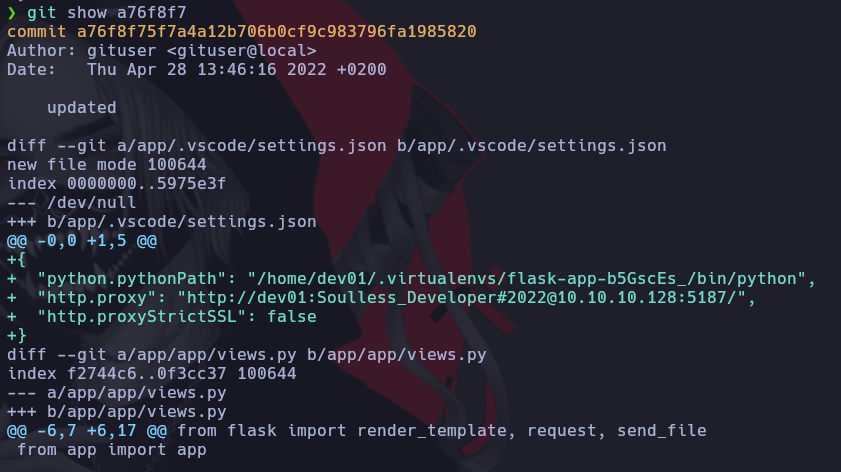 ❯ git show a76f8f7
commit a76f8f75f7a4a12b706b0cf9c983796fa1985820
Author: gituser <gituser@local>
Date:   Thu Apr 28 13:46:16 2022 +0200

    updated

diff --git a/app/.vscode/settings.json b/app/.vscode/settings.json
new file mode 100644
index 0000000..5975e3f
--- /dev/null
+++ b/app/.vscode/settings.json
@@ -0,0 +1,5 @@
+{
+  "python.pythonPath": "/home/dev01/.virtualenvs/flask-app-b5GscEs_/bin/python",
+  "http.proxy": "http://dev01:Soulless_Developer#2022@10.10.10.128:5187/",
+  "http.proxyStrictSSL": false
+}
diff --git a/app/app/views.py b/app/app/views.py
index f2744c6..0f3cc37 100644
--- a/app/app/views.py
+++ b/app/app/views.py
@@ -6,7 +6,17 @@ from flask import render_template, request, send_file
 from app import app